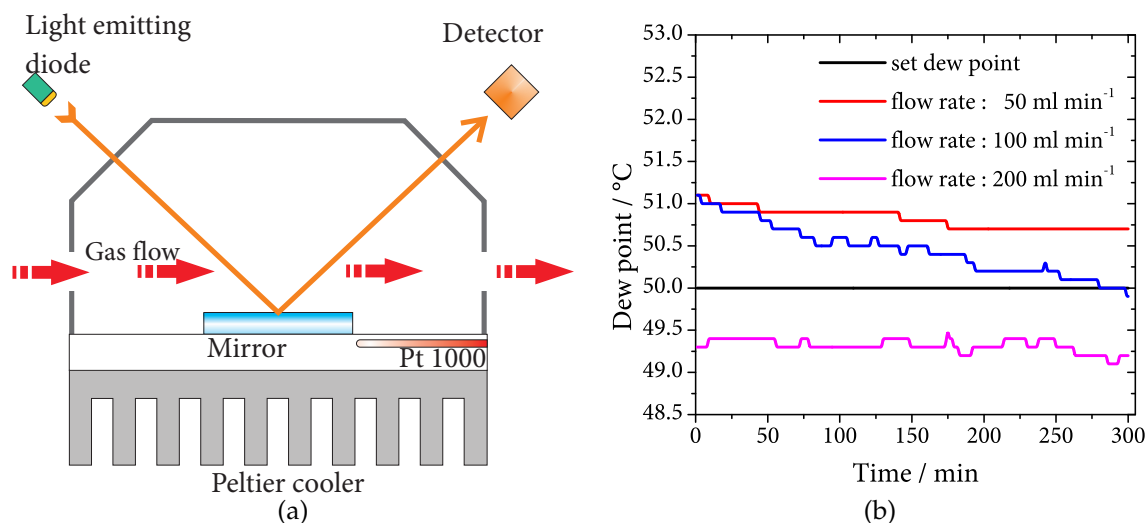 Light emitting
diode
Detector
Gas flow
Mirror
Pt 1000
Peltier cooler
(a)
53.0
52.5
52.0
51.5
51.0
50.5
50.0
49.5
49.0
48.5
Dew point / °C
set dew point
flow rate : 50 ml min⁻¹
flow rate : 100 ml min⁻¹
flow rate : 200 ml min⁻¹
0 50 100 150 200 250 300
Time / min
(b)